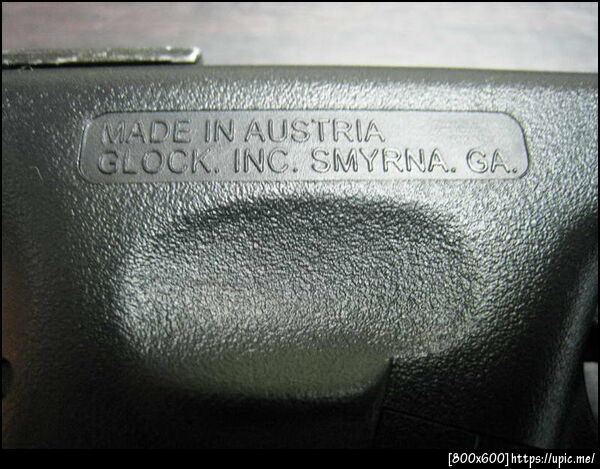 MADE IN AUSTRIA
GLOCK. INC. SMYRNA. GA.
[800x600]https://upic.me/